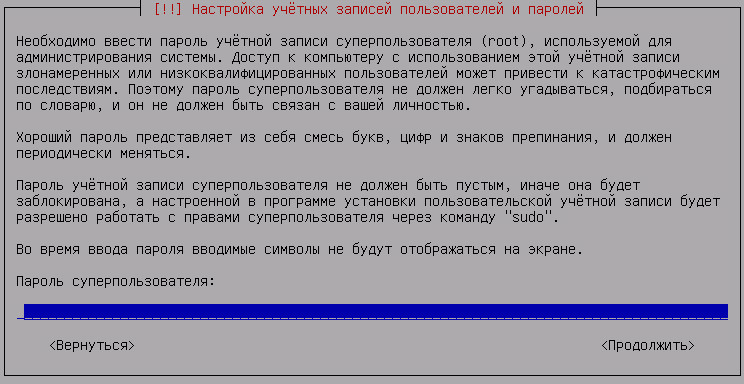 [!!] Настройка учётных записей пользователей и паролей
Необходимо ввести пароль учётной записи суперпользователя (root), используемой для
администрирования системы. Доступ к компьютеру с использованием этой учётной записи
злонамеренных или низкоквалифицированных пользователей может привести к катастрофическим
последствиям. Поэтому пароль суперпользователя не должен легко угадываться, подбираться
по словарю, и он не должен быть связан с вашей личностью.
Хороший пароль представляет из себя смесь букв, цифр и знаков препинания, и должен
периодически меняться.
Пароль учётной записи суперпользователя не должен быть пустым, иначе она будет
заблокирована, а настроенной в программе установки пользовательской учётной записи будет
разрешено работать с правами суперпользователя через команду "sudo".
Во время ввода пароля вводимые символы не будут отображаться на экране.
Пароль суперпользователя:
<Вернуться> <Продолжить>